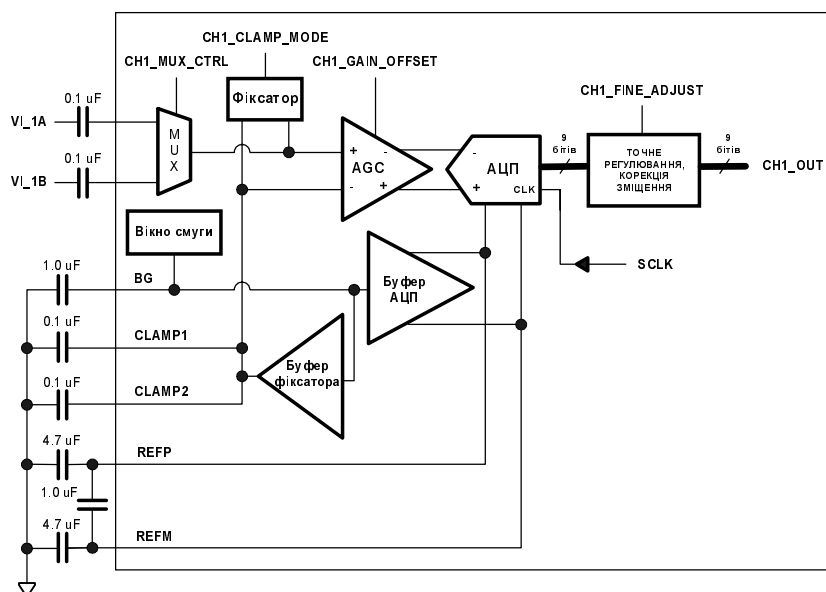 CH1_CLAMP_MODE
CH1_MUX_CTRL
CH1_GAIN_OFFSET
CH1_FINE_ADJUST
0.1 uF
VI_1A
0.1 uF
VI_1B
MUX
Фіксатор
+ -
AGC
- +
-
АЦП
+
CLK
9
бітів
ТОЧНЕ
РЕГУЛЮВАННЯ,
КОРЕКЦІЯ
ЗМІЩЕННЯ
9
бітів
CH1_OUT
SCLK
Вікно смуги
1.0 uF
BG
Буфер
АЦП
0.1 uF
CLAMP1
Буфер
фіксатора
0.1 uF
CLAMP2
4.7 uF
REFP
1.0 uF
4.7 uF
REFM